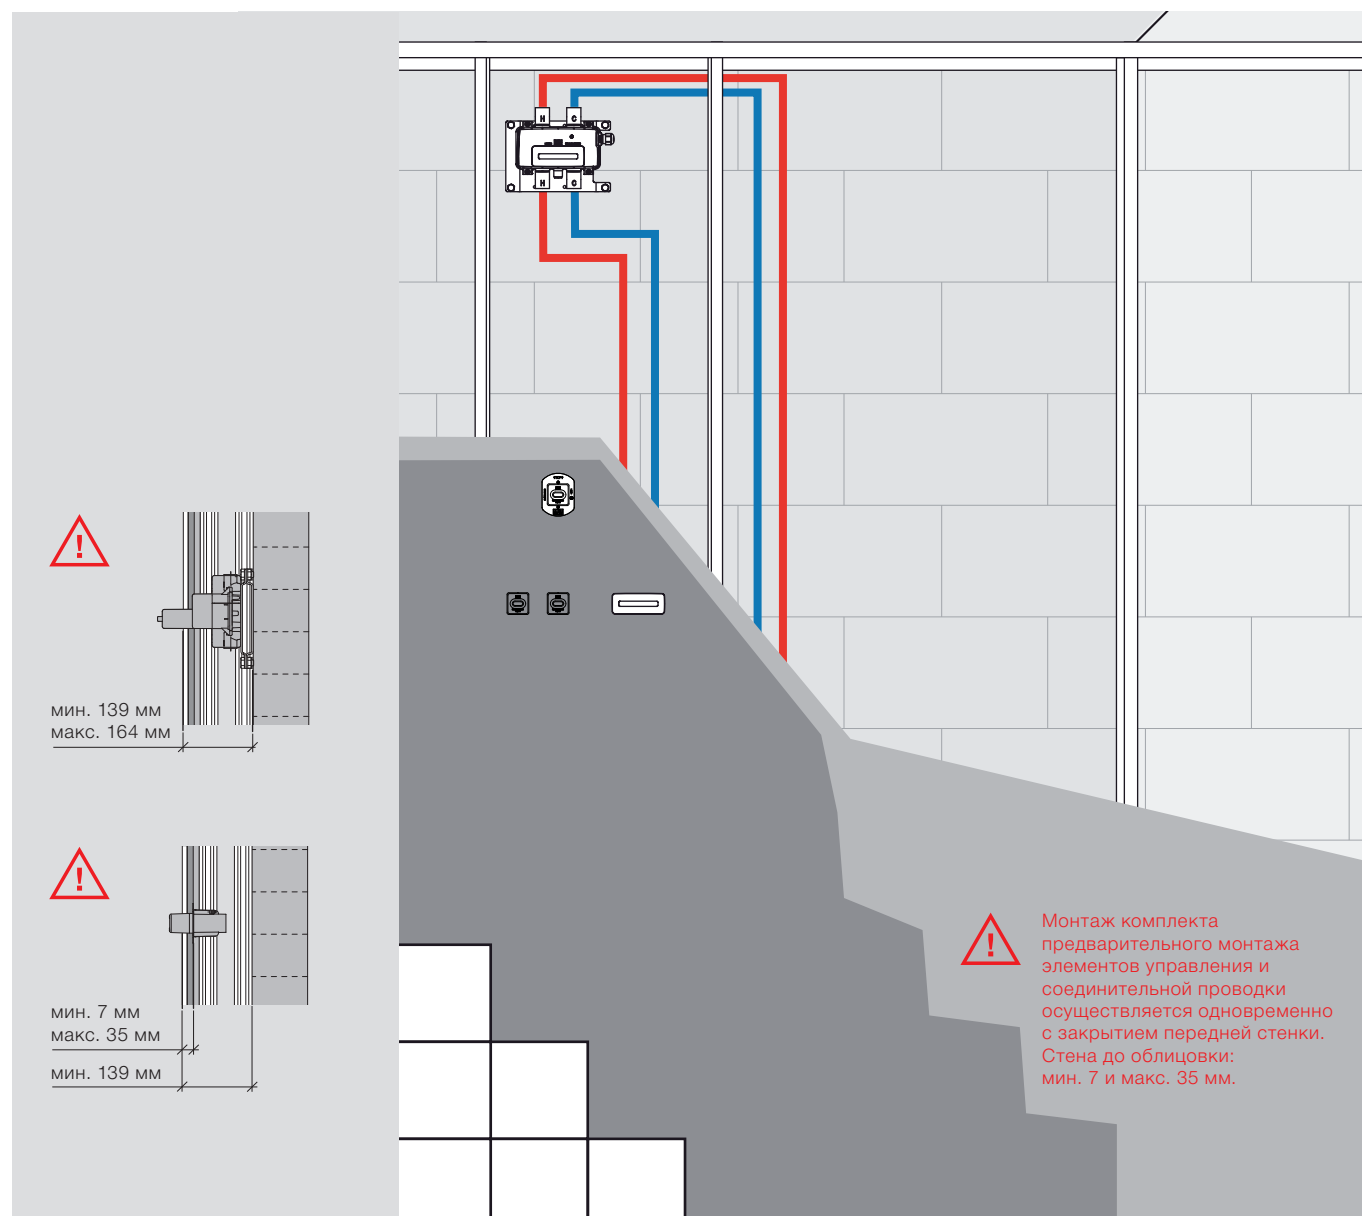 H
C
H
C
!
мин. 139 мм
макс. 164 мм
!
мин. 7 мм
макс. 35 мм
мин. 139 мм
!
Монтаж комплекта
предварительного монтажа
элементов управления и
соединительной проводки
осуществляется одновременно
с закрытием передней стенки.
Стена до облицовки:
мин. 7 и макс. 35 мм.